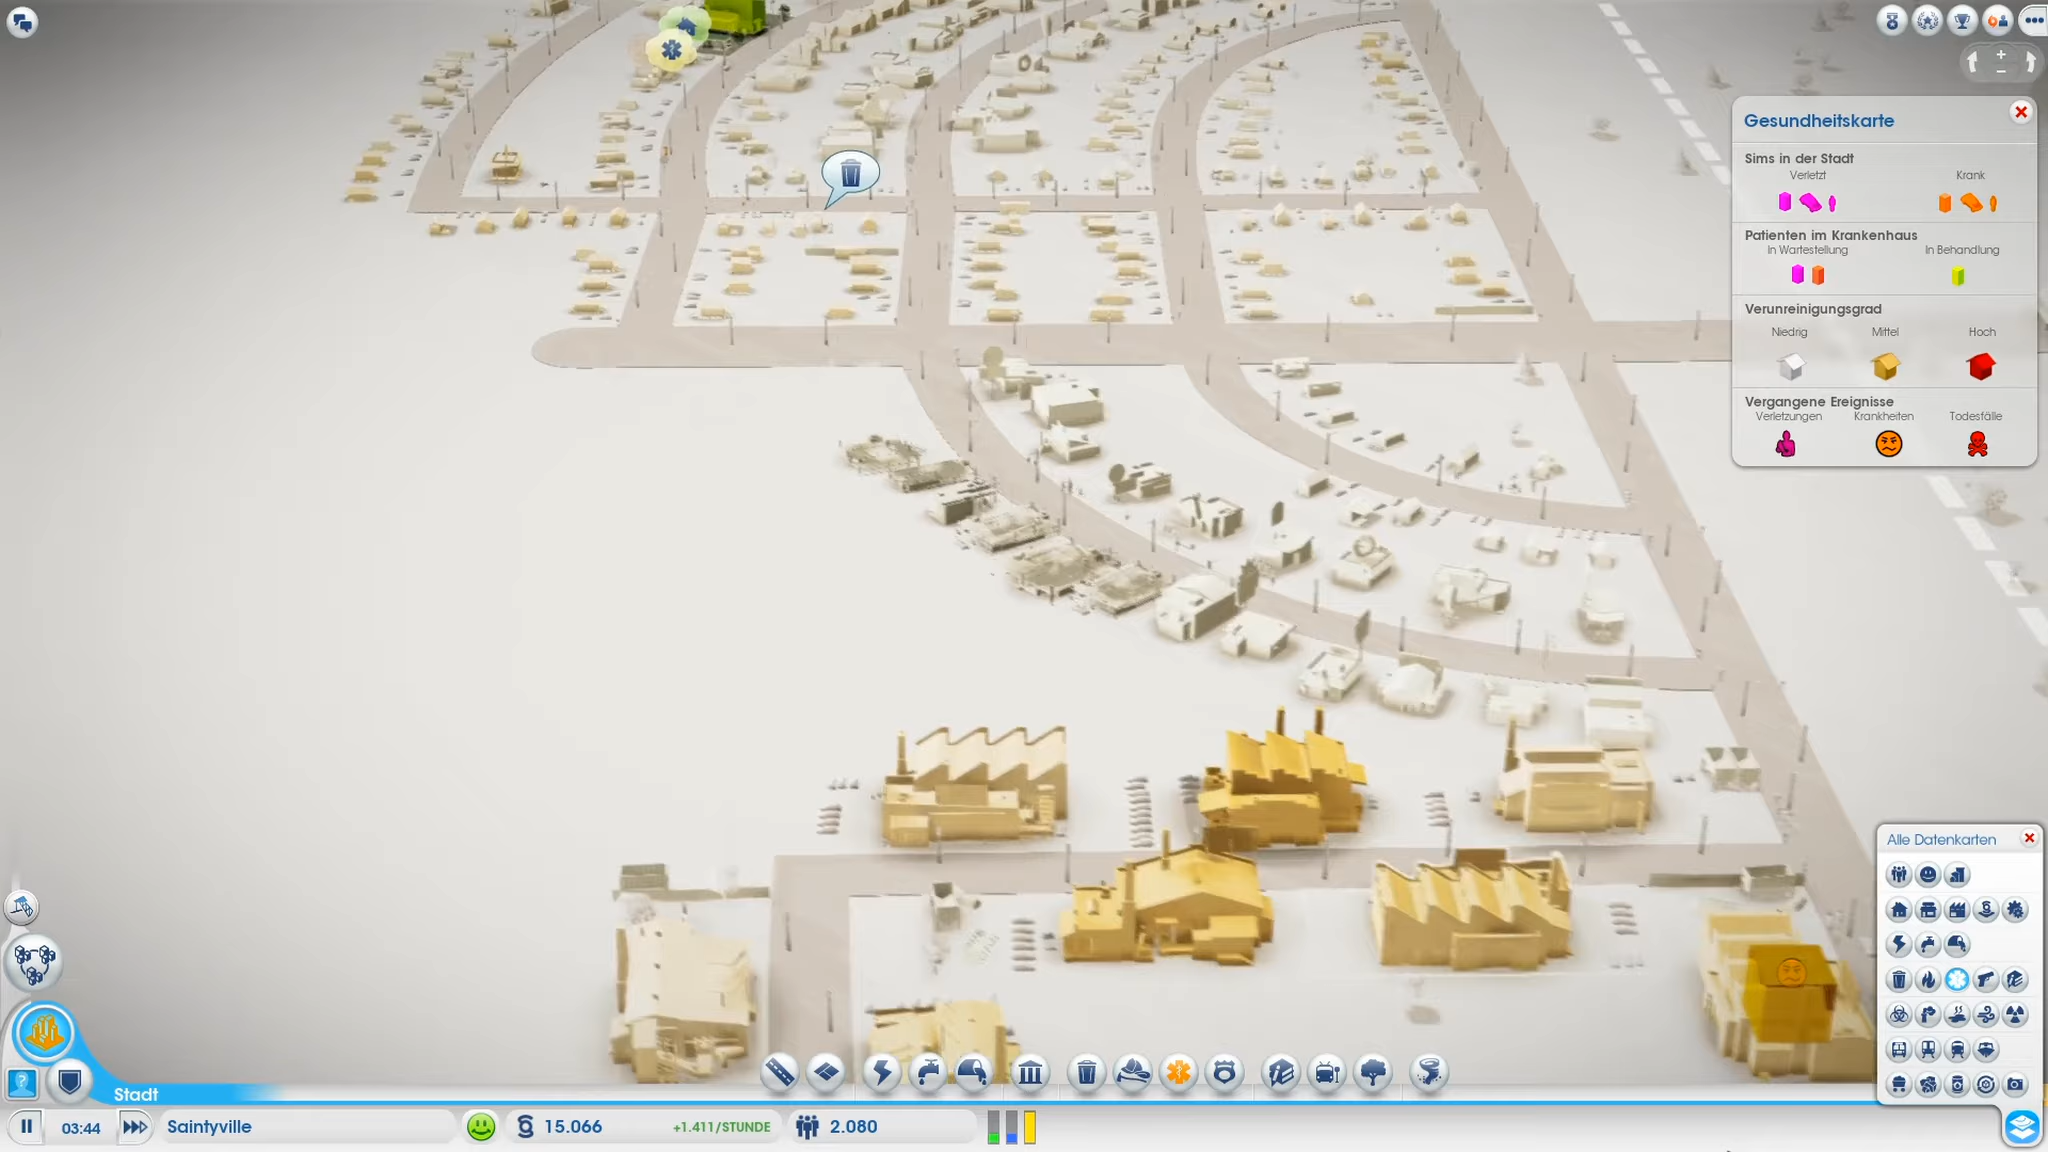 Gesundheitskarte
Sims in der Stadt
Verletzt
Krank
Patienten im Krankenhaus
In Wartestellung
In Behandlung
Verunreinigungsgrad
Niedrig
Mittel
Hoch
Vergangene Ereignisse
Verletzungen
Krankheiten
Todesfälle
Alle Datenkarten
Stadt
03:44
Saintyville
15.066
+1.411/STUNDE
2.080